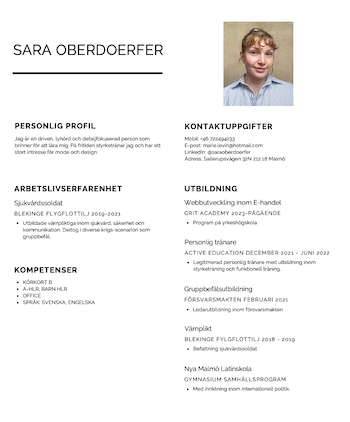 SARA OBERDOERFER
PERSONLIG PROFIL
Jag är en driven, lyhörd och detaljfokuserad person som
brinner för att lära mig. På fritiden styrketränar jag och har ett
stort intresse för mode och design
ARBETSLIVSERFARENHET
Sjukvårdssoldat
BLEKINGE FLYGFLOTTILJ 2019-2021
Utbildade vämpliktiga inom sjukvård, säkerhet och
kommunikation. Deltog i diverse krigs-scenarion som
gruppbefäl.
KOMPETENSER
KÖRKORT B
A-HLR, BARN HLR
OFFICE
SPRÅK: SVENSKA, ENGELSKA
KONTAKTUPPGIFTER
Mobil: +46 722494233
E-post: marie.levin@hotmail.com
LinkedIn: @saraoberdoerfer
Adress: Sallerupsvägen 32N 212 18 Malmö
UTBILDNING
Webbutveckling inom E-handel
GRIT ACADEMY 2023-PÅGÅENDE
Program på yrkeshögskola
Personlig tränare
ACTIVE EDUCATION DECEMBER 2021 - JUNI 2022
Legitimerad personlig tränare med utbildning inom
styrketräning och funktionell träning.
Gruppbefälsutbildning
FÖRSVARSMAKTEN FEBRUARI 2021
Ledarutbildning inom försvarsmakten
Värnplikt
BLEKINGE FYLGFLOTTILJ 2018 - 2019
Befattning sjukvårdssoldat
Nya Malmö Latinskola
GYMNASIUM SAMHÄLLSPROGRAM
Med inriktning inom internationell politik.